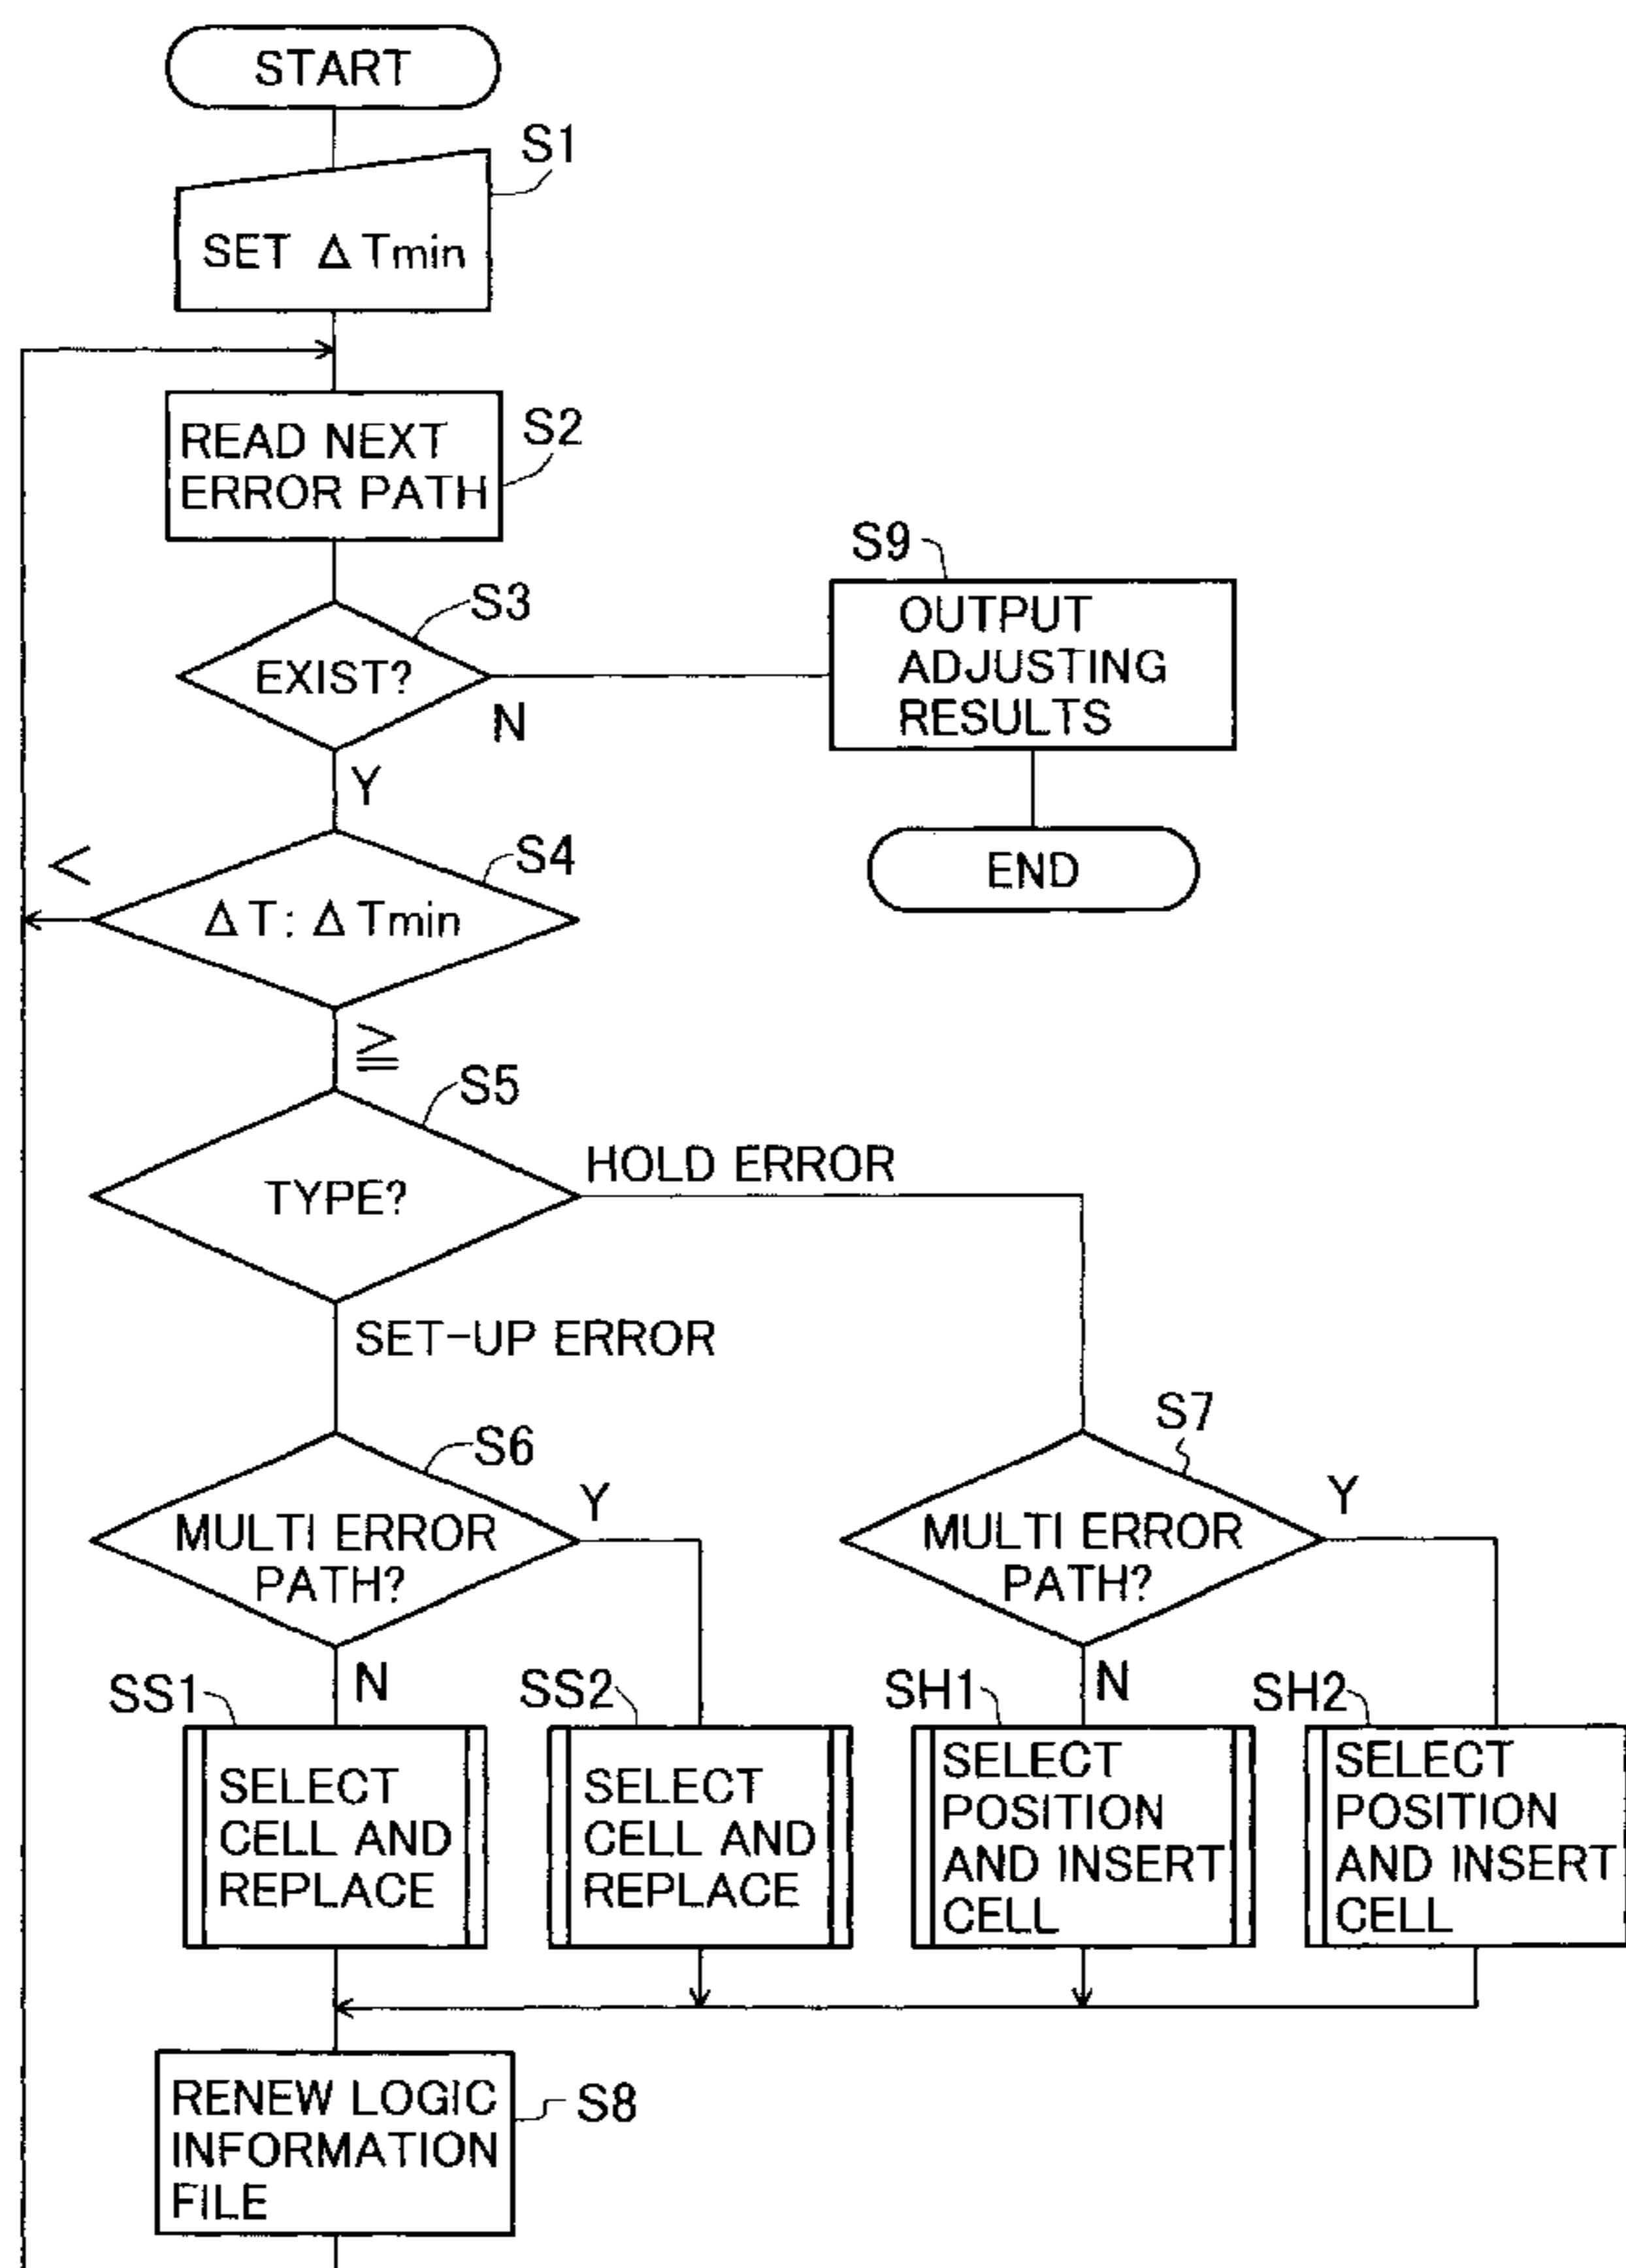 START
S1
SET ΔTmin
READ NEXT
ERROR PATH
S2
S3
EXIST?
N
Y
S9
OUTPUT
ADJUSTING
RESULTS
END
<
S4
ΔT:ΔTmin
≧
S5
TYPE?
HOLD ERROR
SET-UP ERROR
S6
MULTI ERROR
PATH?
Y
N
S7
MULTI ERROR
PATH?
Y
N
SS1
SELECT
CELL AND
REPLACE
SS2
SELECT
CELL AND
REPLACE
SH1
SELECT
POSITION
AND INSERT
CELL
SH2
SELECT
POSITION
AND INSERT
CELL
RENEW LOGIC
INFORMATION
FILE
S8